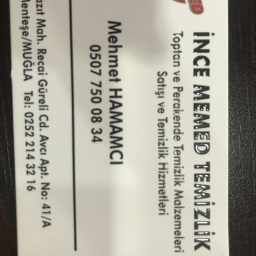 İNCE MEMED TEMİZLİK
Toptan ve Perakende Temizlik Malzemeleri
Satışı ve Temizlik Hizmetleri
Mehmet HAMAMCI
0507 750 08 34
Mah. Recai Güreli Cd. Avcı Apt. No: 41/A
/MUĞLA Tel: 0252 214 32 16